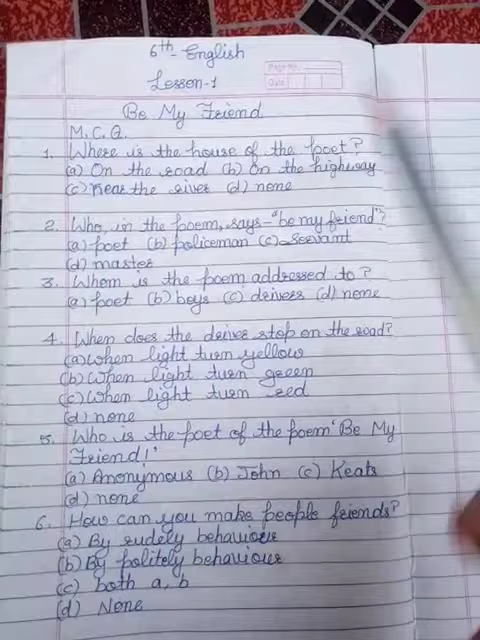 6th - English
Lesson-1
Page No.
Date
Be My Friend
M.C.Q.
1. Where is the house of the poet?
(a) On the road (b) On the highway
(c) Near the river (d) none
2. Who, in the poem, says - "be my friend"?
(a) poet (b) policeman (c) servant
(d) master
3. Whom is the poem addressed to?
(a) poet (b) boys (c) drivers (d) none
4. When does the driver stop on the road?
(a) When light turn yellow
(b) When light turn green
(c) When light turn red
(d) none
5. Who is the poet of the poem 'Be My
Friend!'
(a) Anonymous (b) John (c) Keats
(d) none
6. How can you make people friends?
(a) By rudely behaviour
(b) By politely behaviour
(c) both a, b
(d) None